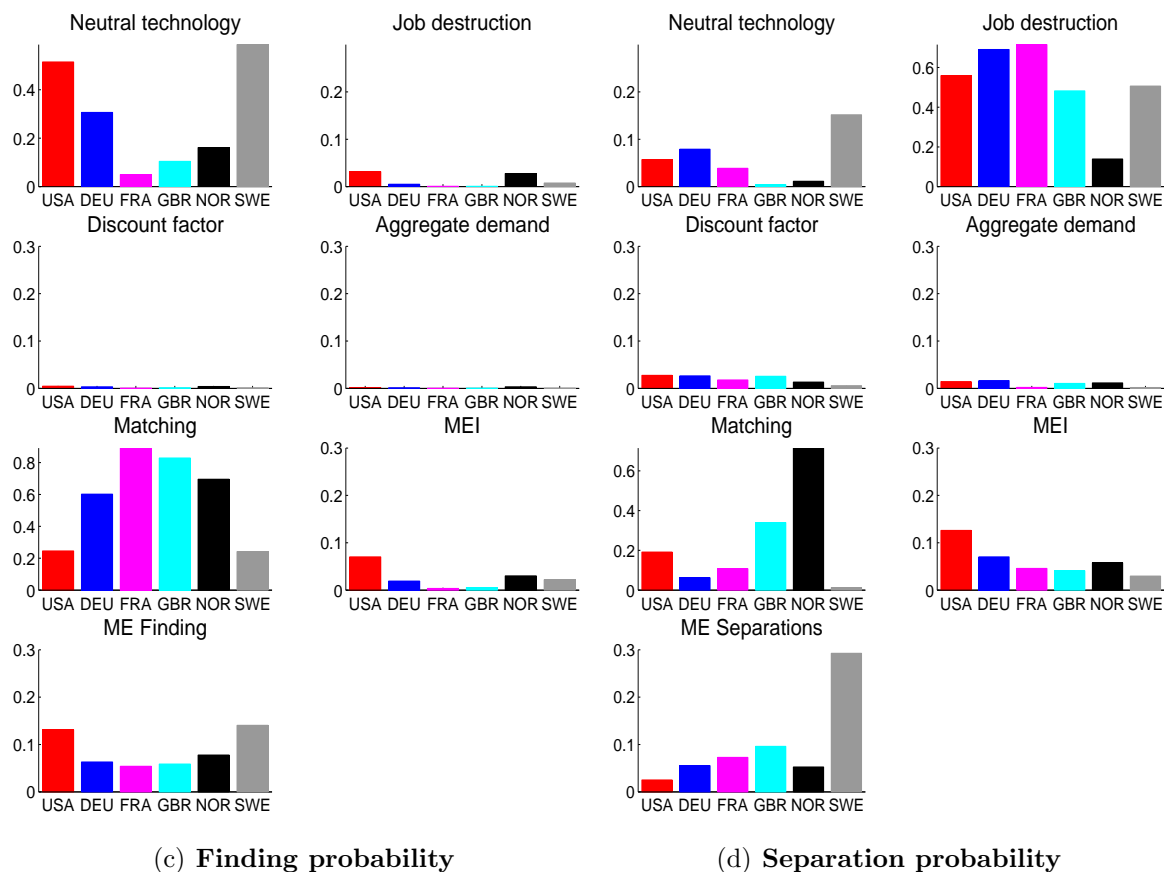 Neutral technology
0.4
0.2
0
USA DEU FRA GBR NOR SWE
Job destruction
0.2
0.1
0
USA DEU FRA GBR NOR SWE
Neutral technology
0.2
0.1
0
USA DEU FRA GBR NOR SWE
Job destruction
0.6
0.4
0.2
0
USA DEU FRA GBR NOR SWE
Discount factor
0.3
0.2
0.1
0
USA DEU FRA GBR NOR SWE
Aggregate demand
0.3
0.2
0.1
0
USA DEU FRA GBR NOR SWE
Discount factor
0.3
0.2
0.1
0
USA DEU FRA GBR NOR SWE
Aggregate demand
0.3
0.2
0.1
0
USA DEU FRA GBR NOR SWE
Matching
0.8
0.6
0.4
0.2
0
USA DEU FRA GBR NOR SWE
MEI
0.3
0.2
0.1
0
USA DEU FRA GBR NOR SWE
Matching
0.6
0.4
0.2
0
USA DEU FRA GBR NOR SWE
MEI
0.3
0.2
0.1
0
USA DEU FRA GBR NOR SWE
ME Finding
0.3
0.2
0.1
0
USA DEU FRA GBR NOR SWE
ME Separations
0.3
0.2
0.1
0
USA DEU FRA GBR NOR SWE
(c) Finding probability
(d) Separation probability